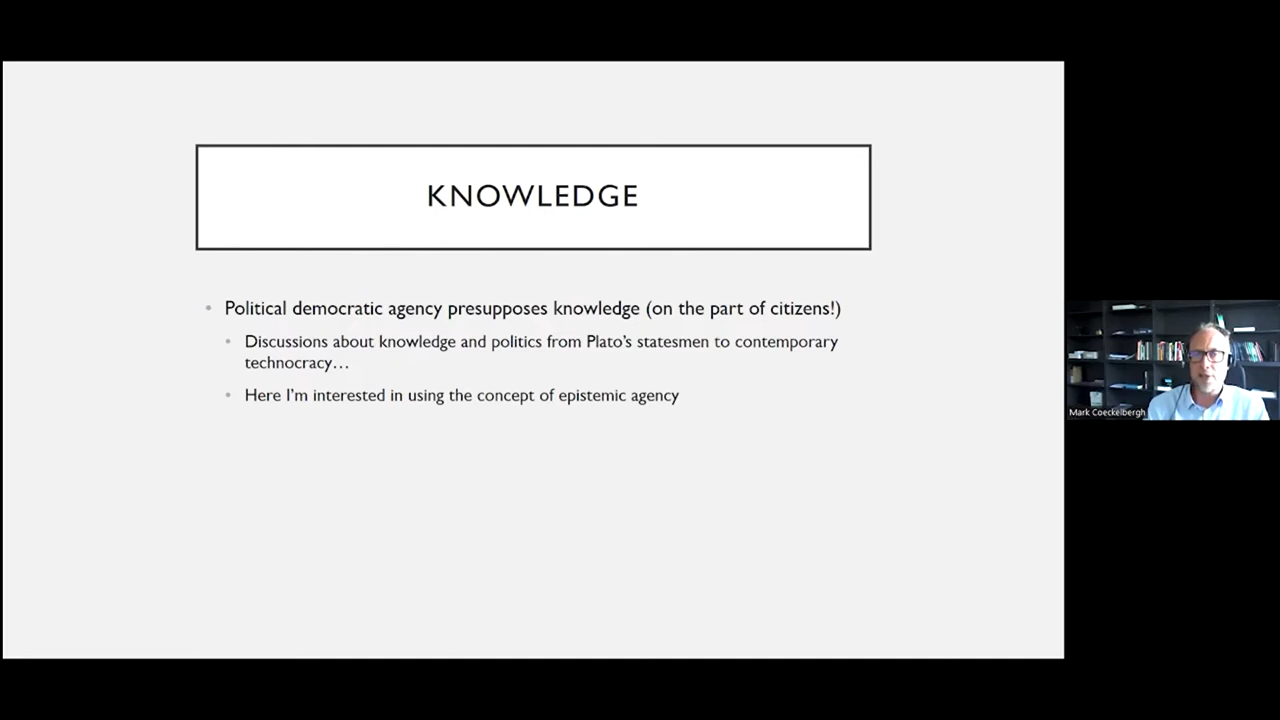 KNOWLEDGE
• Political democratic agency presupposes knowledge (on the part of citizens!)
• Discussions about knowledge and politics from Plato's statesmen to contemporary
technocracy…
• Here I'm interested in using the concept of epistemic agency
Mark Coeckelbergh